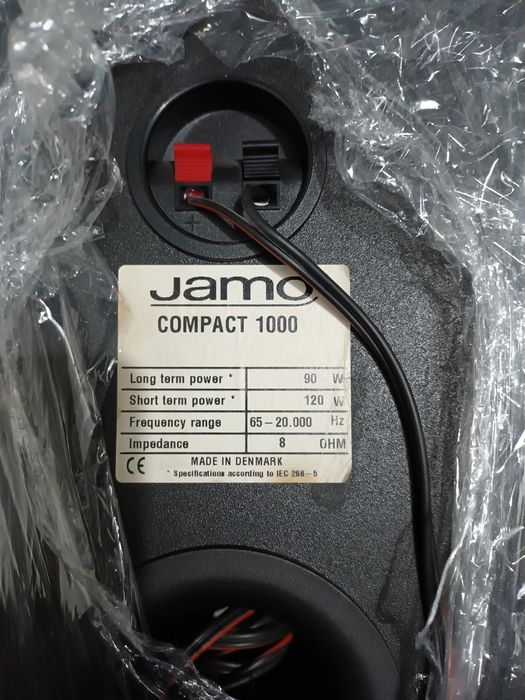 +
Jamo
COMPACT 1000
Long term power * 90 W
Short term power * 120 W
Frequency range 65-20.000 Hz
Impedance 8 OHM
CE MADE IN DENMARK
* Specifications according to IEC 268-5